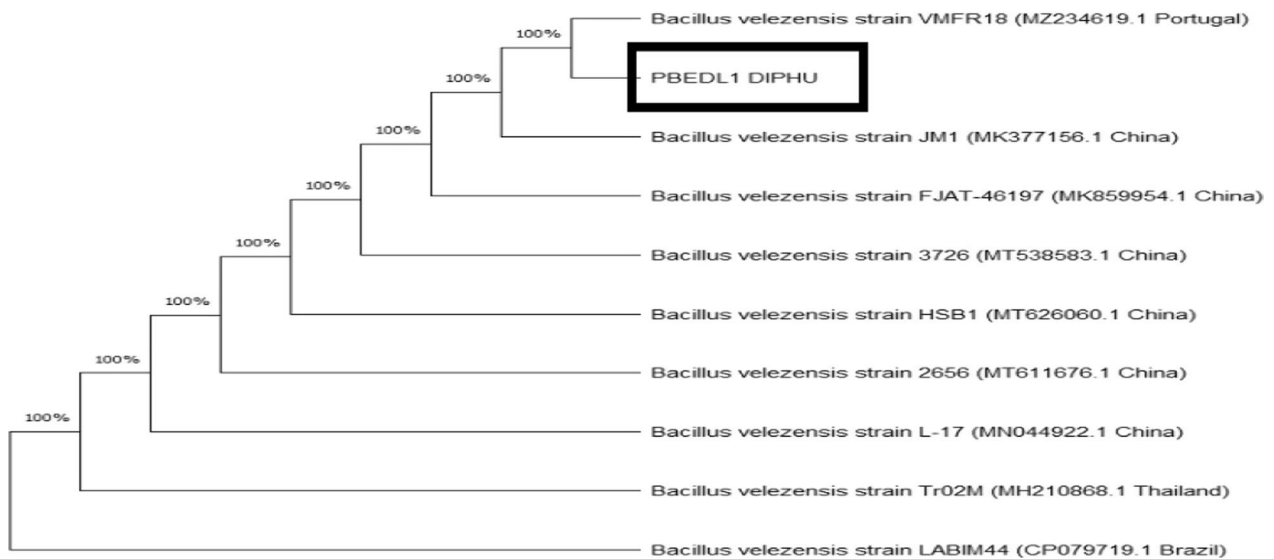 Bacillus velezensis strain VMFR18 (MZ234619.1 Portugal)
100%
PBEDL1 DIPHU
100%
100%
Bacillus velezensis strain JM1 (MK377156.1 China)
100%
Bacillus velezensis strain FJAT-46197 (MK859954.1 China)
100%
Bacillus velezensis strain 3726 (MT538583.1 China)
100%
Bacillus velezensis strain HSB1 (MT626060.1 China)
100%
Bacillus velezensis strain 2656 (MT611676.1 China)
100%
Bacillus velezensis strain L-17 (MN044922.1 China)
100%
Bacillus velezensis strain Tr02M (MH210868.1 Thailand)
Bacillus velezensis strain LABIM44 (CP079719.1 Brazil)